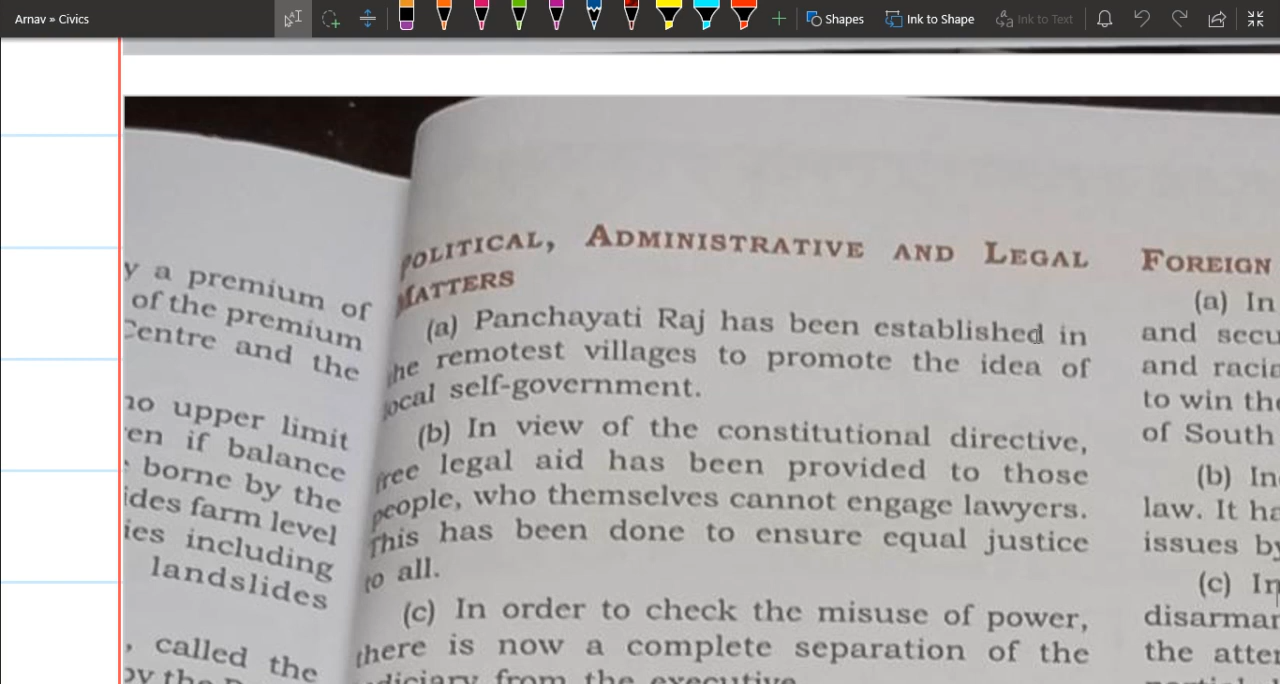 Arnav » Civics
Shapes
Ink to Shape
Ink to Text
y a premium of
of the premium
Centre and the
no upper limit
en if balance
borne by the
ides farm level
ies including
landslides
, called the
POLITICAL, ADMINISTRATIVE AND LEGAL
MATTERS
(a) Panchayati Raj has been established in
the remotest villages to promote the idea of
local self-government.
(b) In view of the constitutional directive,
free legal aid has been provided to those
people, who themselves cannot engage lawyers.
This has been done to ensure equal justice
to all.
(c) In order to check the misuse of power,
there is now a complete separation of the
diciary from the executive.
FOREIGN
(a) In
and secu
and racia
to win the
of South
(b) In
law. It ha
issues by
(c) In
disarmar
the atter